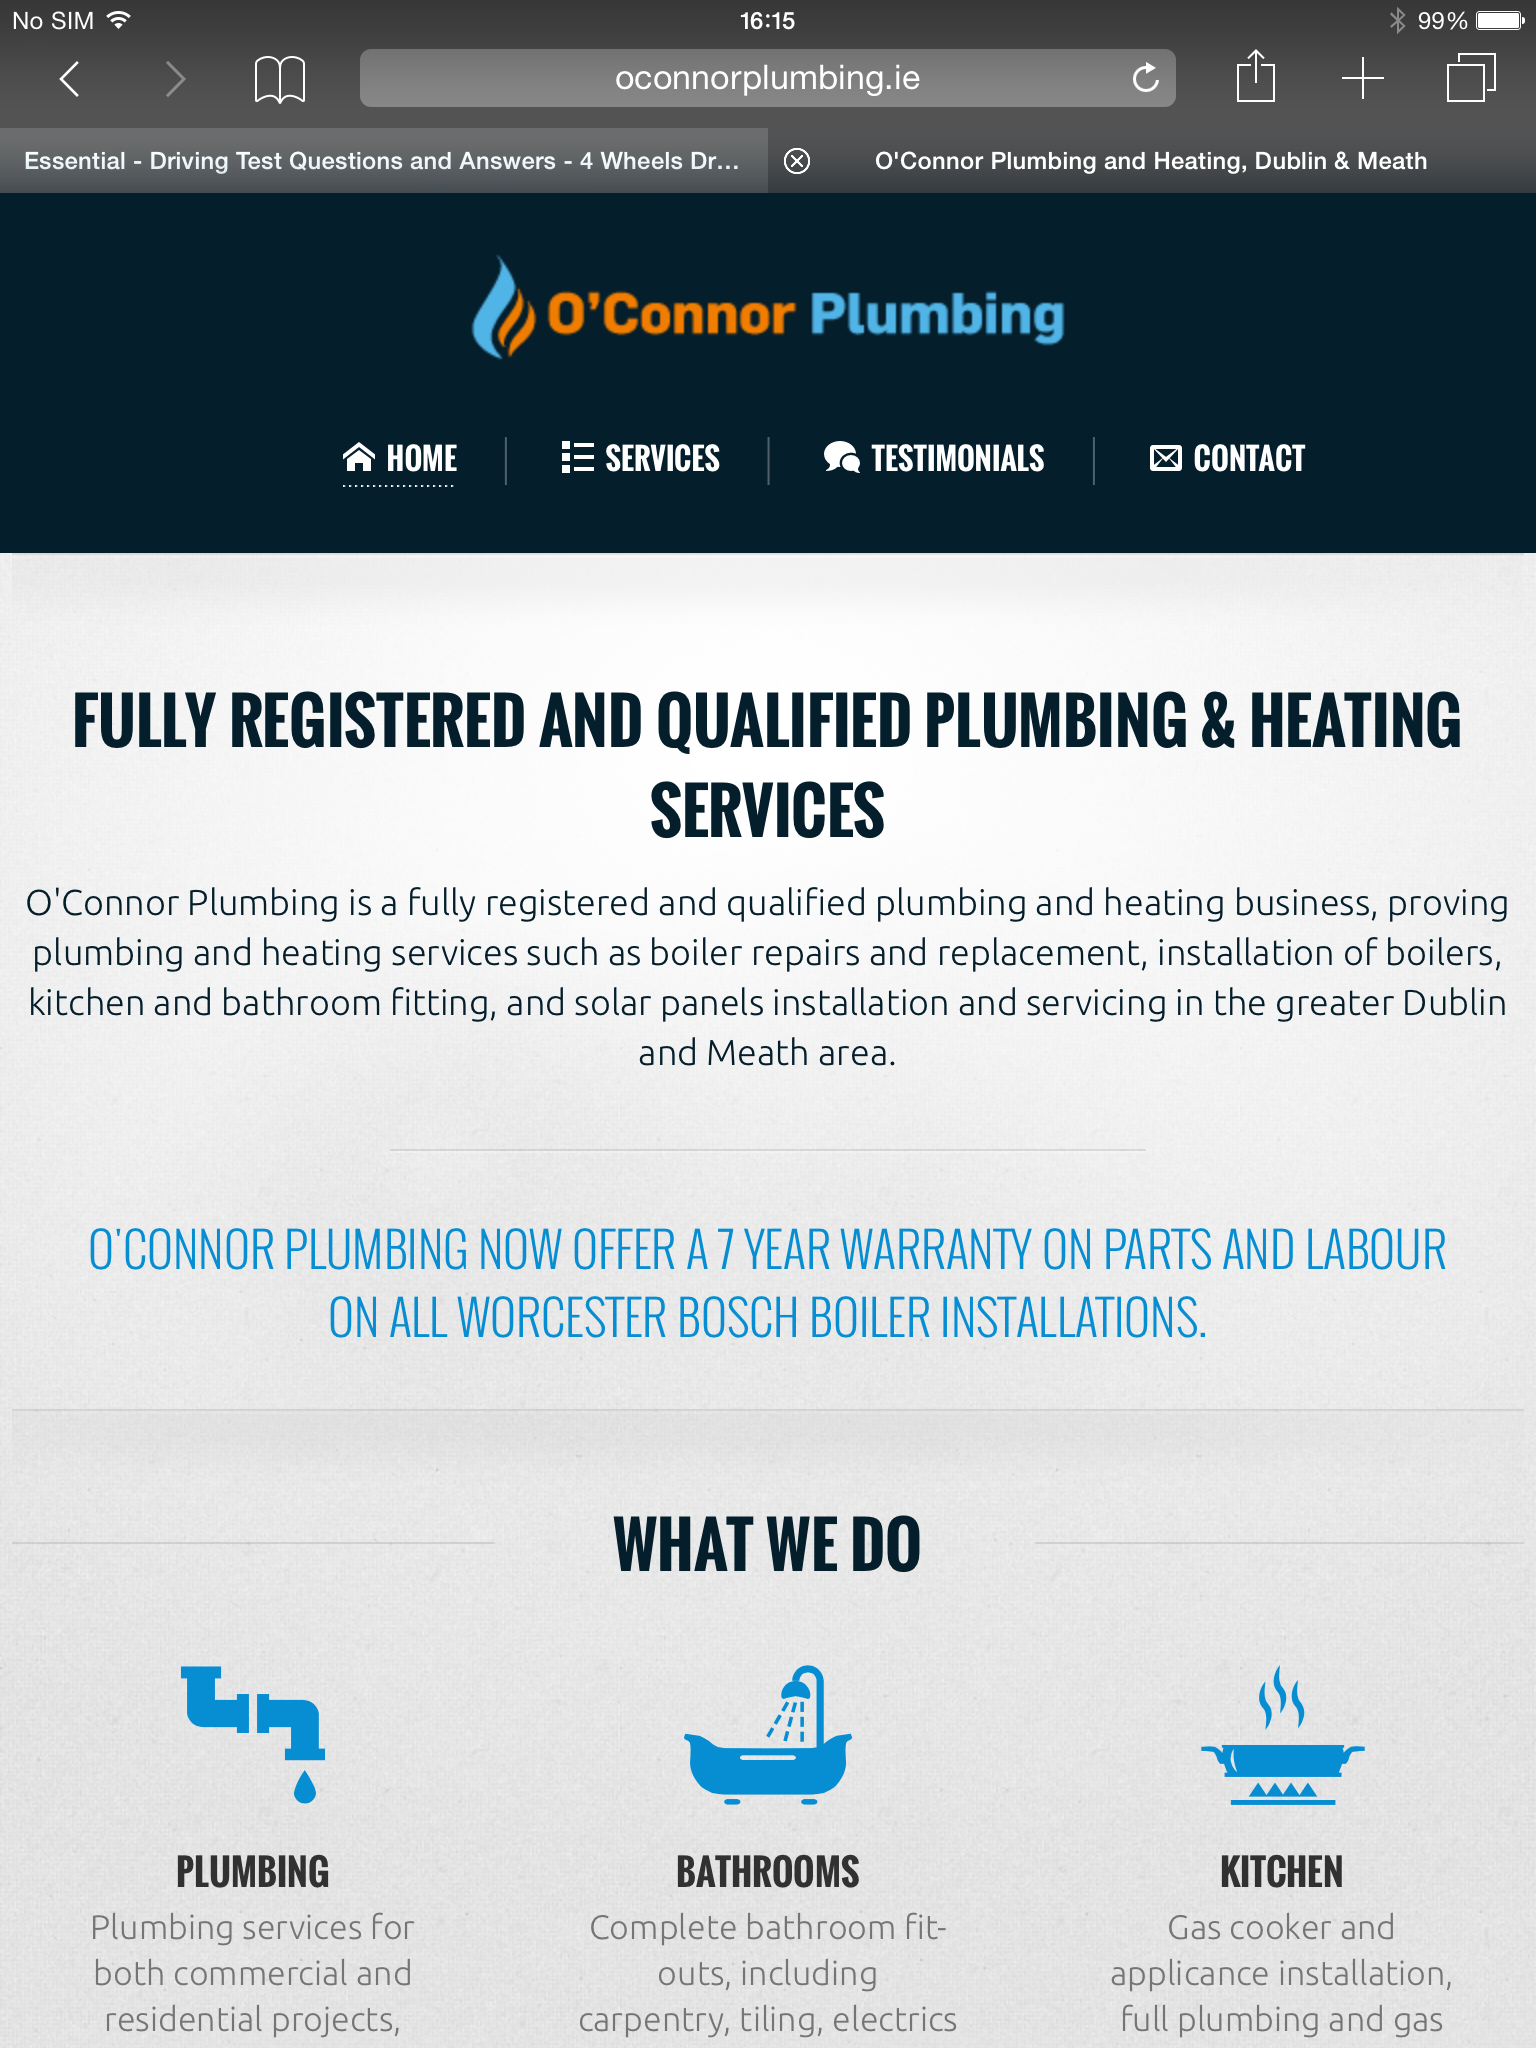 No SIM 16:15 99%
oconnorplumbing.ie
Essential - Driving Test Questions and Answers - 4 Wheels Dr... O'Connor Plumbing and Heating, Dublin & Meath
O'Connor Plumbing
HOME SERVICES TESTIMONIALS CONTACT
FULLY REGISTERED AND QUALIFIED PLUMBING & HEATING
SERVICES
O'Connor Plumbing is a fully registered and qualified plumbing and heating business, proving
plumbing and heating services such as boiler repairs and replacement, installation of boilers,
kitchen and bathroom fitting, and solar panels installation and servicing in the greater Dublin
and Meath area.
O'CONNOR PLUMBING NOW OFFER A 7 YEAR WARRANTY ON PARTS AND LABOUR
ON ALL WORCESTER BOSCH BOILER INSTALLATIONS.
WHAT WE DO
PLUMBING
Plumbing services for
both commercial and
residential projects,
BATHROOMS
Complete bathroom fit-
outs, including
carpentry, tiling, electrics
KITCHEN
Gas cooker and
applicance installation,
full plumbing and gas